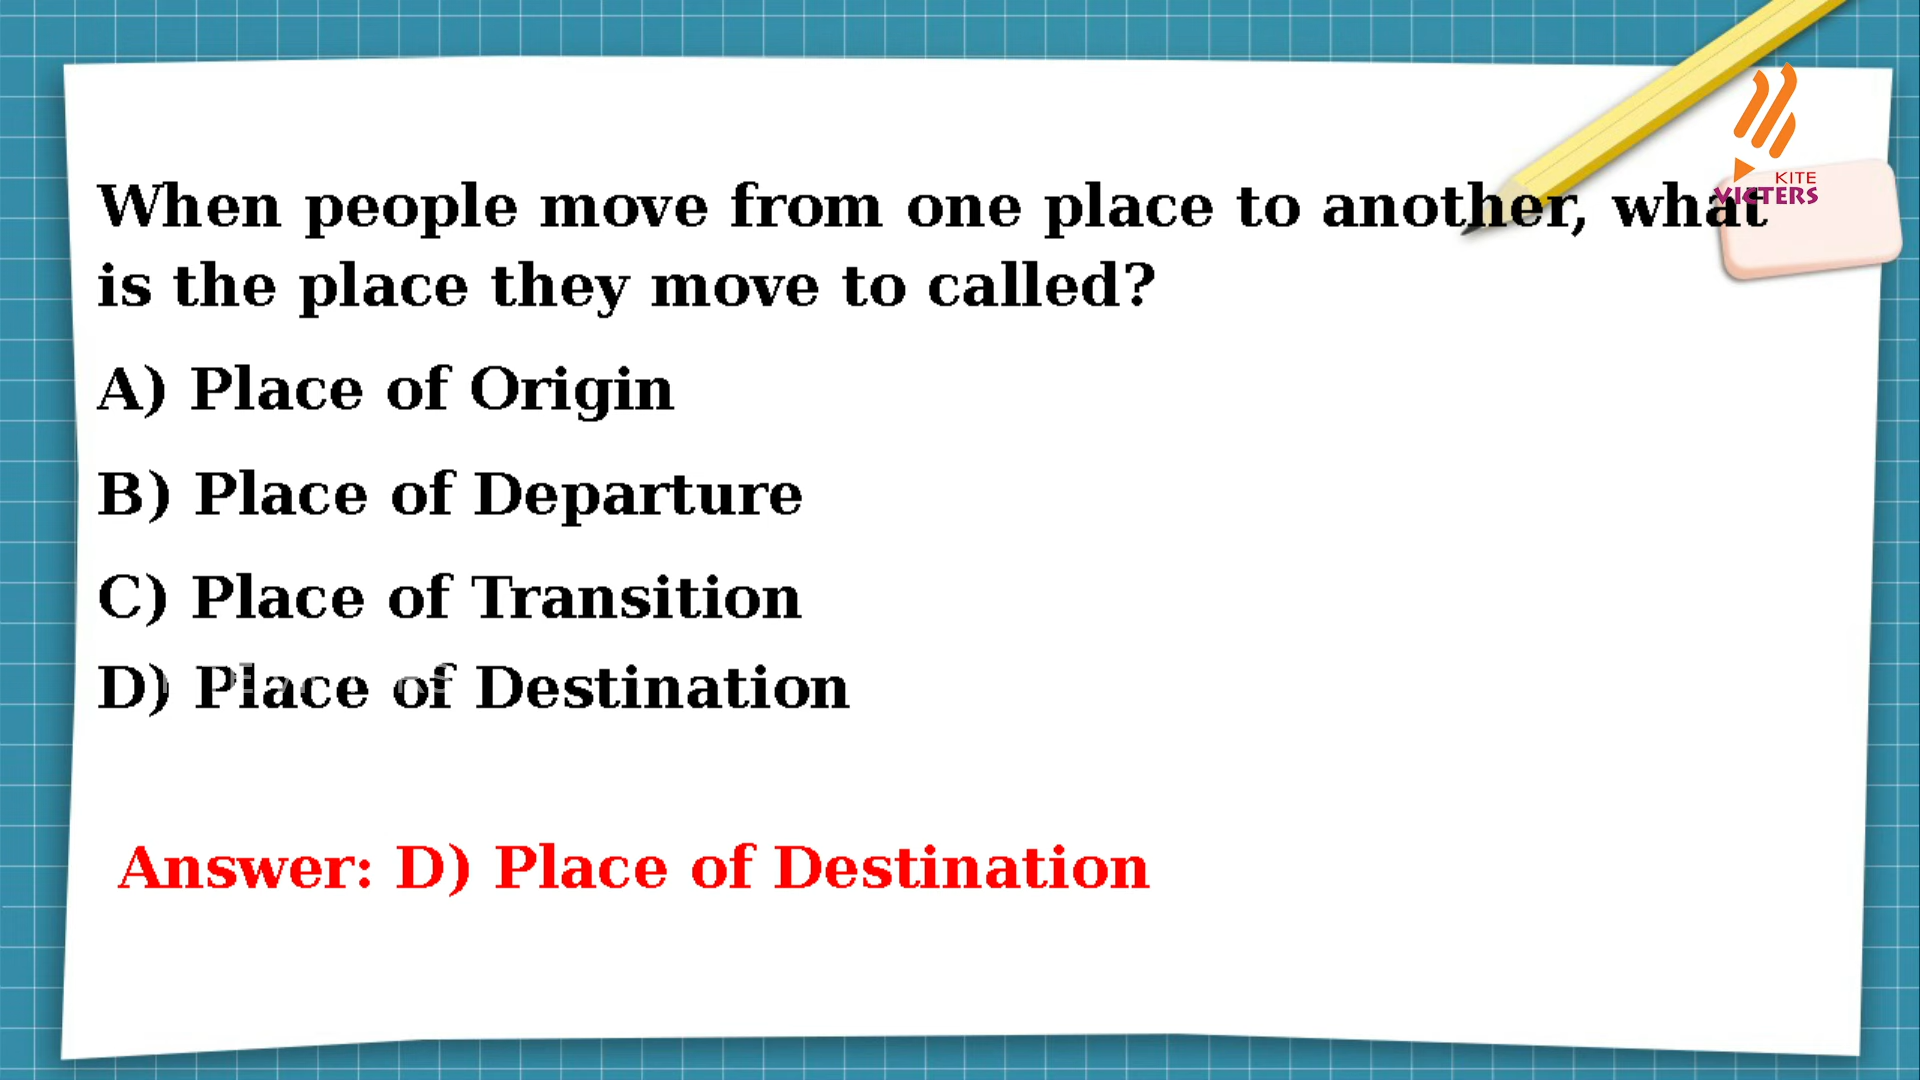 KITE
VICTERS
When people move from one place to another, what
is the place they move to called?
A) Place of Origin
B) Place of Departure
C) Place of Transition
D) Place of Destination
Answer: D) Place of Destination